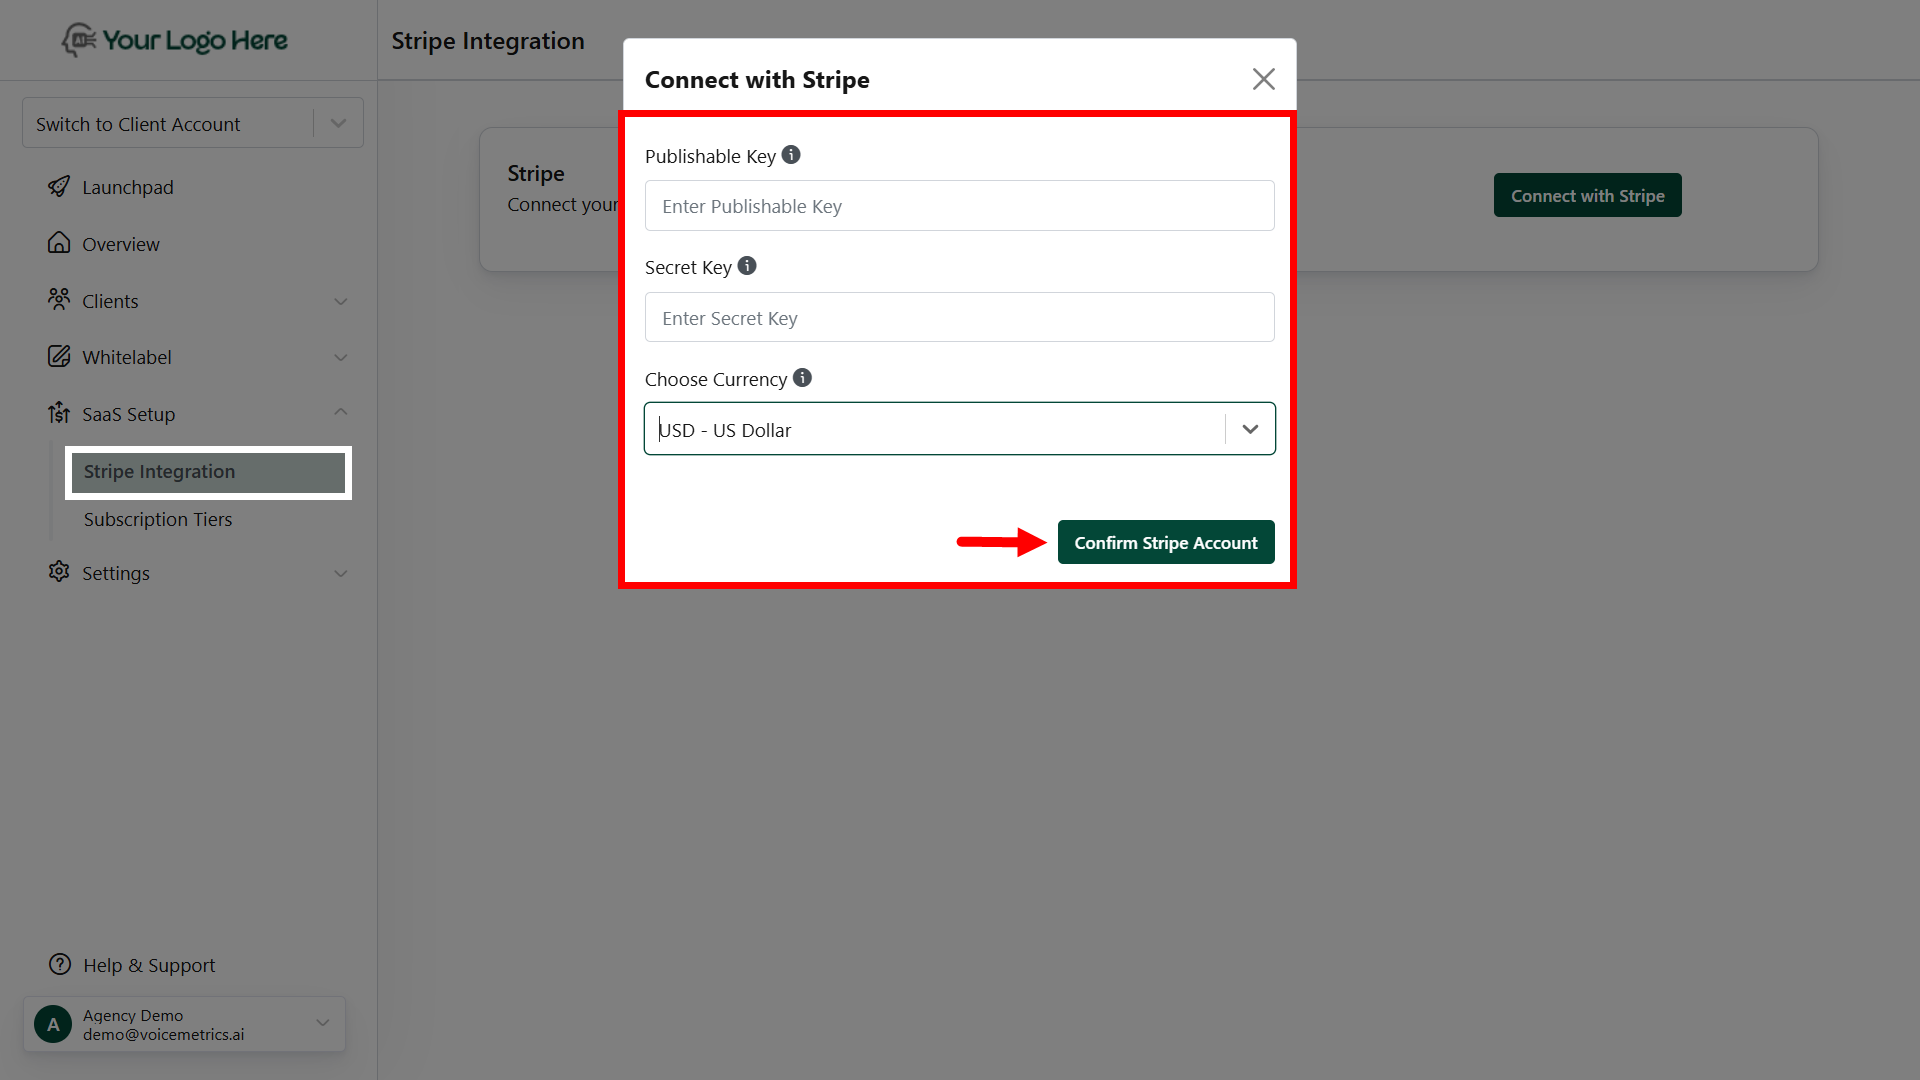 AI Your Logo Here
Stripe Integration
Switch to Client Account
Launchpad
Overview
Clients
Whitelabel
SaaS Setup
Stripe Integration
Subscription Tiers
Settings
Help & Support
A
Agency Demo
demo@voicemetrics.ai
Stripe
Connect your
Connect with Stripe
Connect with Stripe
Publishable Key
Enter Publishable Key
Secret Key
Enter Secret Key
Choose Currency
USD - US Dollar
Confirm Stripe Account